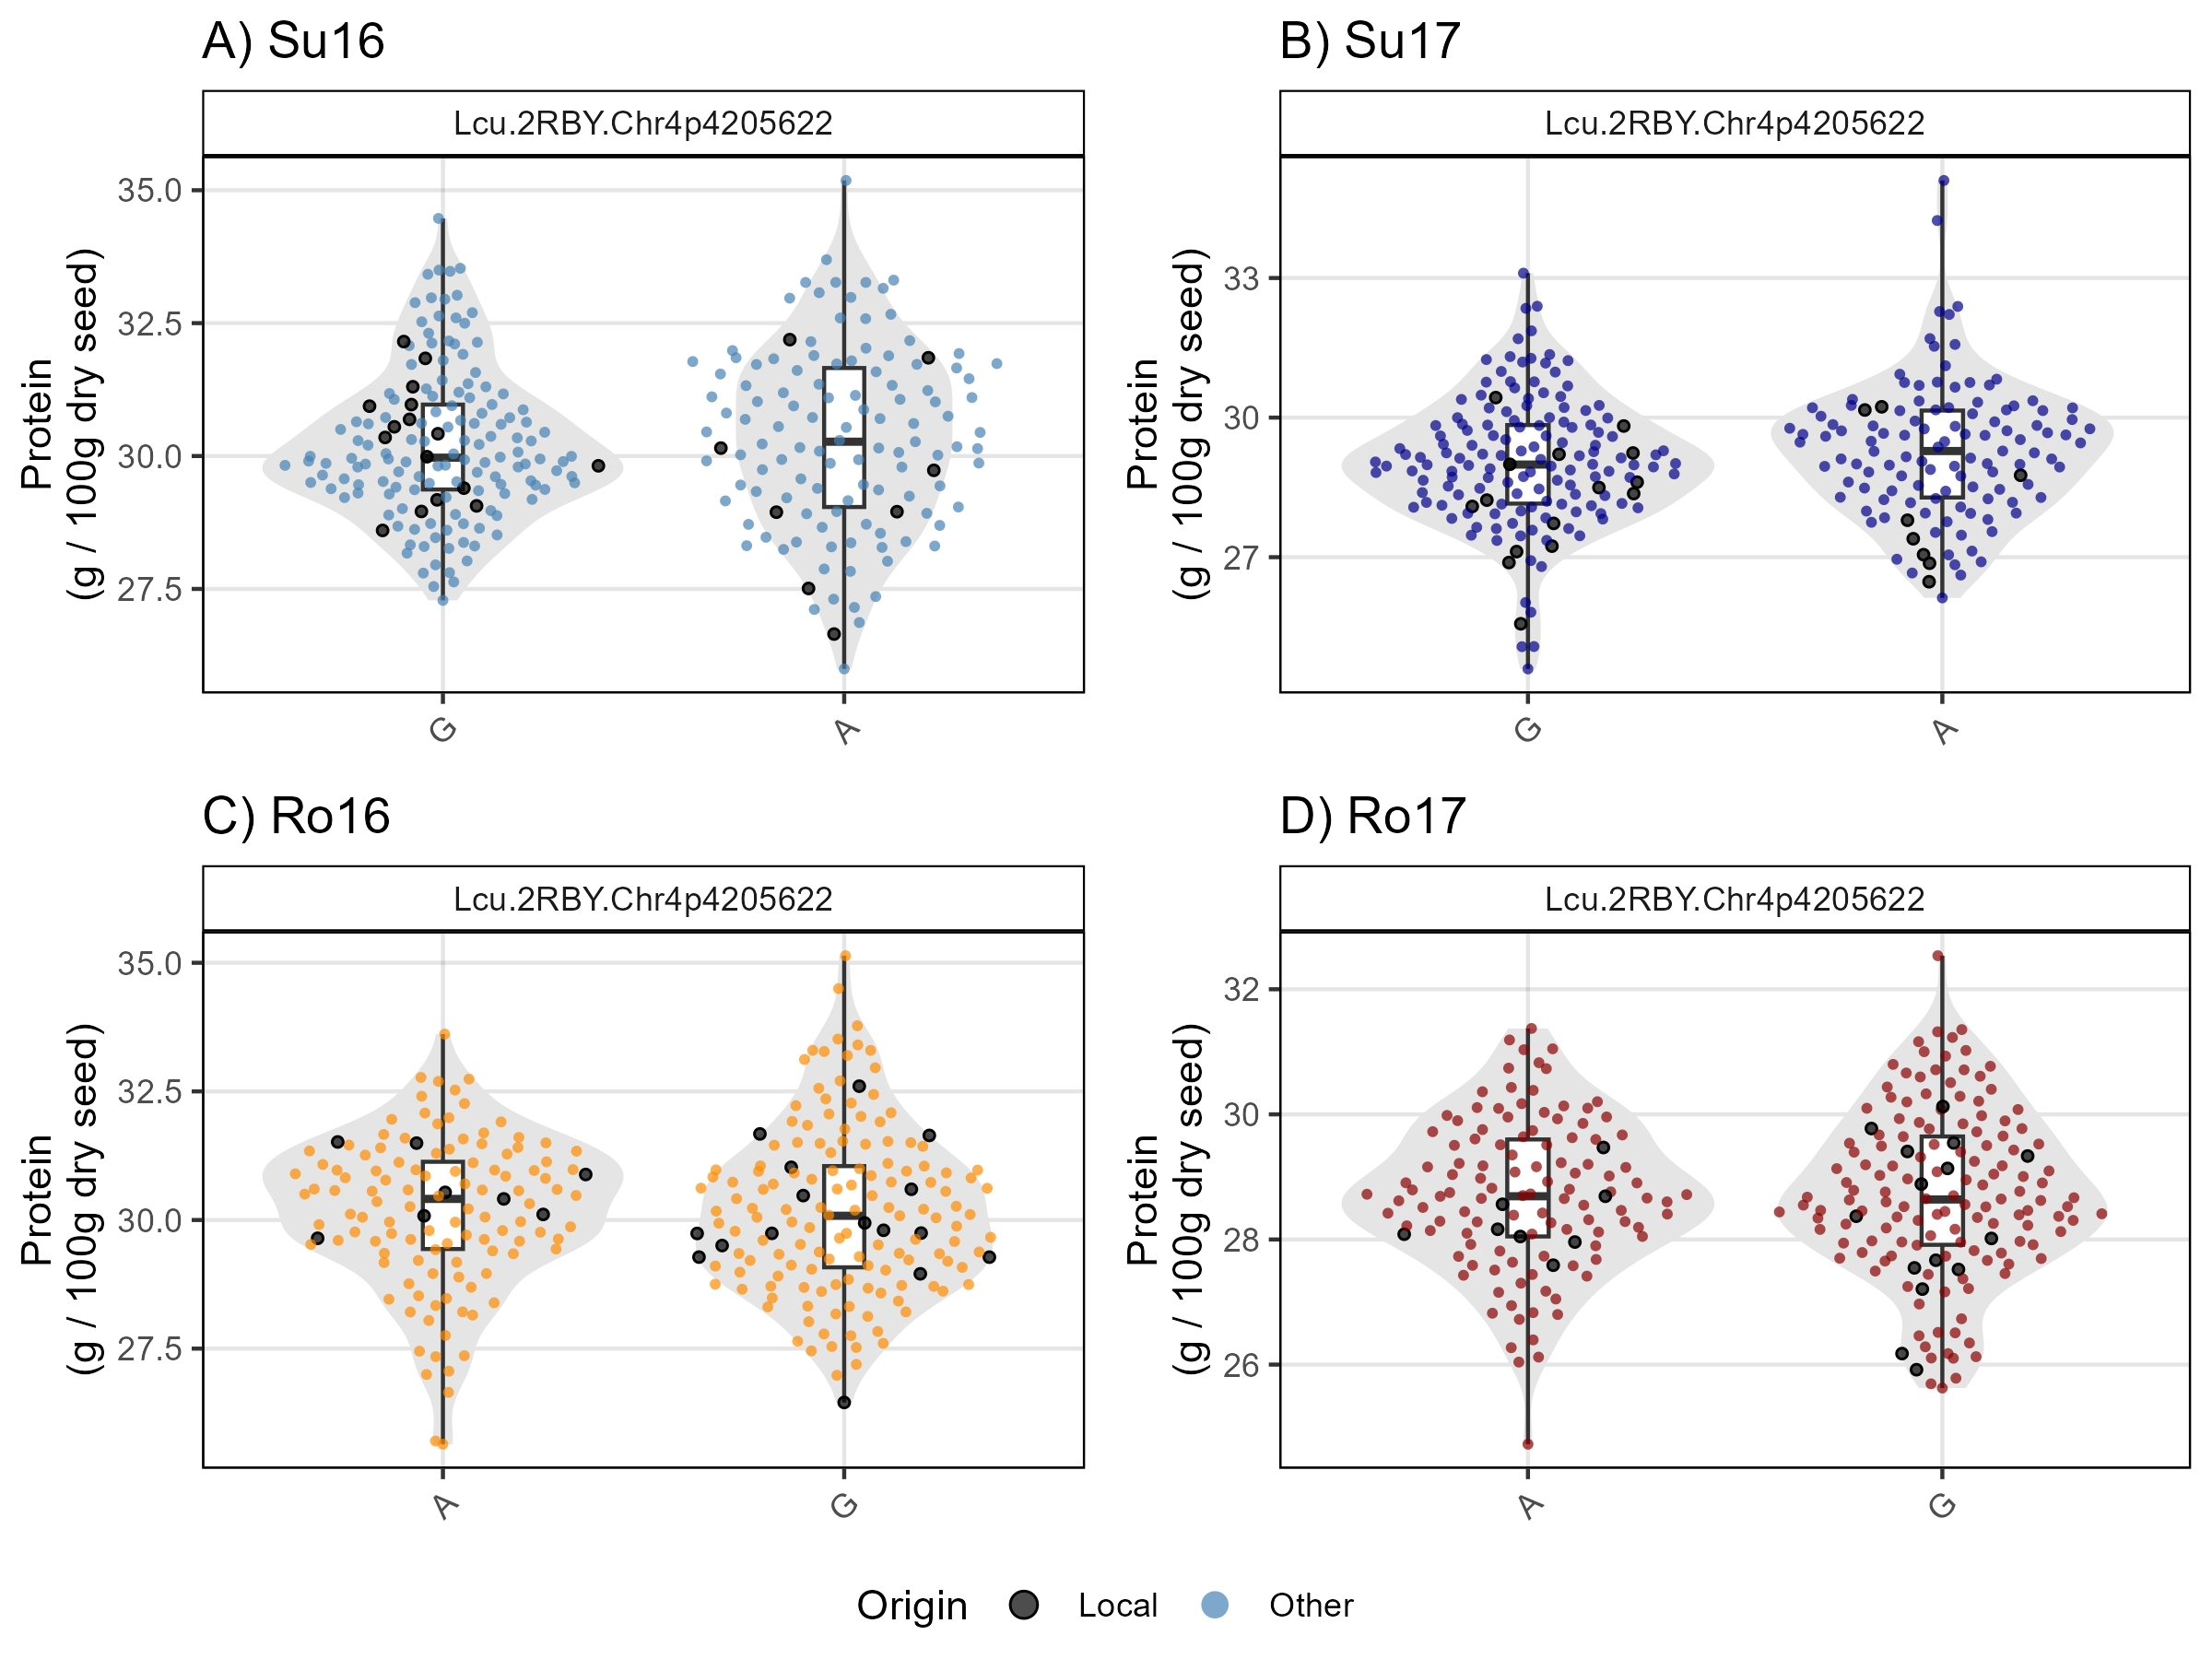 A) Su16
Lcu.2RBY.Chr4p4205622
Protein
(g / 100g dry seed)
35.0
32.5
30.0
27.5
G
A
B) Su17
Lcu.2RBY.Chr4p4205622
Protein
(g / 100g dry seed)
33
30
27
G
A
C) Ro16
Lcu.2RBY.Chr4p4205622
Protein
(g / 100g dry seed)
35.0
32.5
30.0
27.5
A
G
D) Ro17
Lcu.2RBY.Chr4p4205622
Protein
(g / 100g dry seed)
32
30
28
26
A
G
Origin Local Other